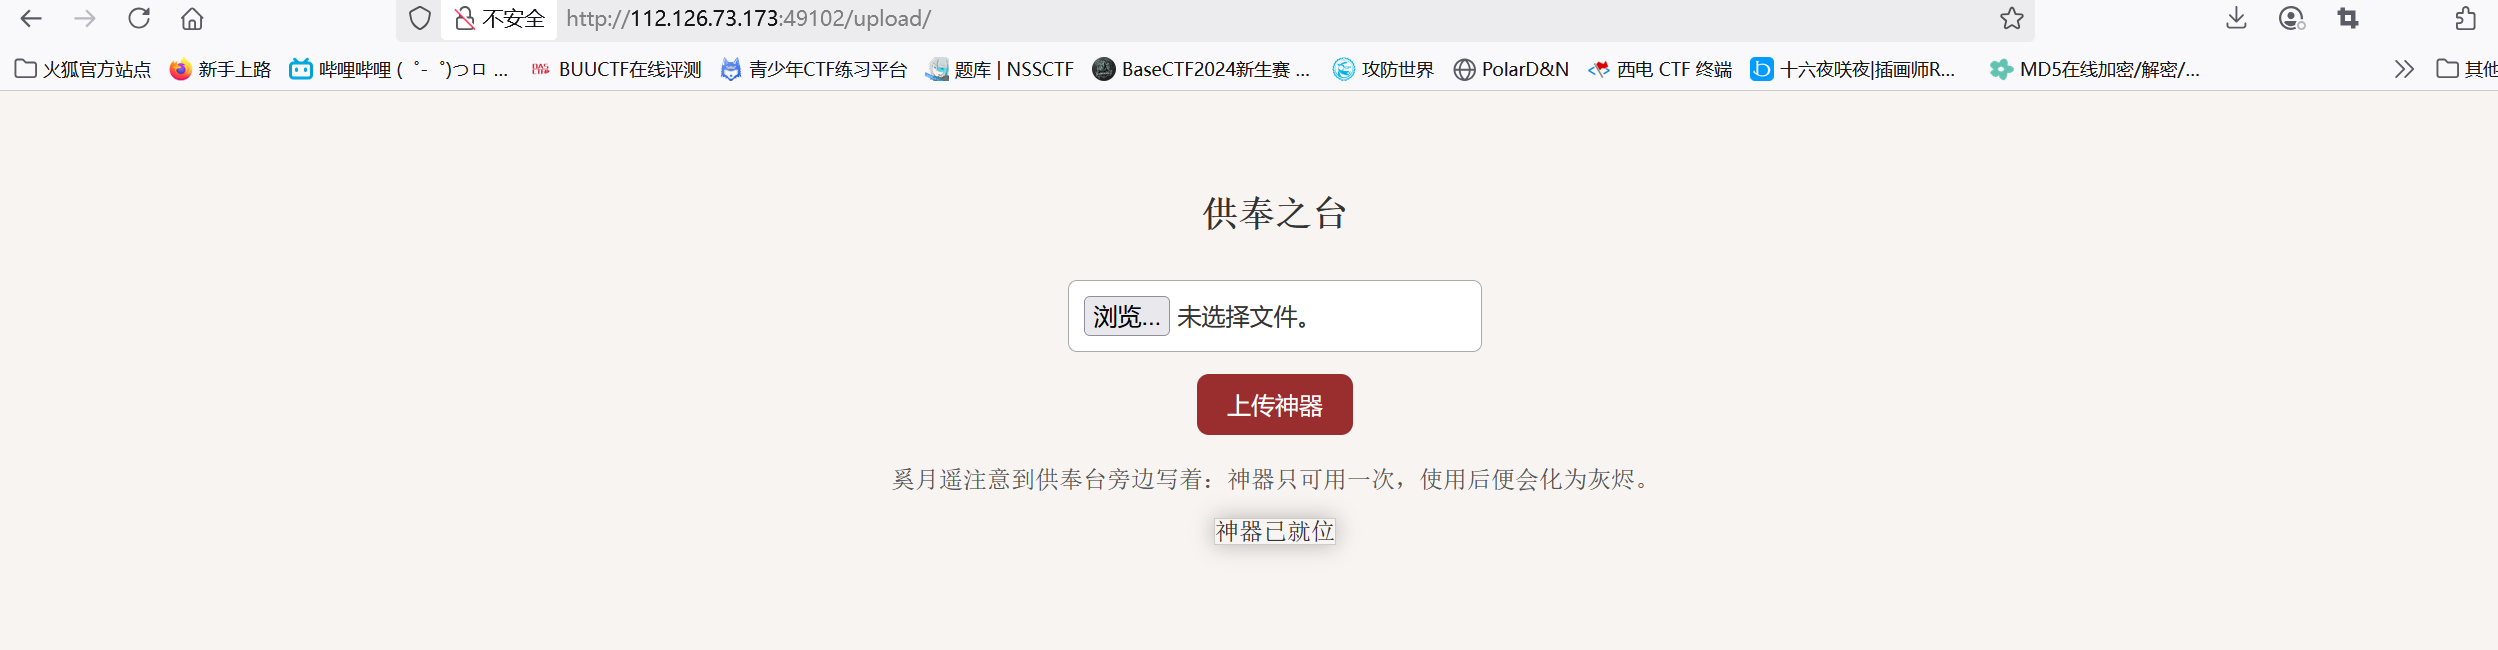 不安全 http://112.126.73.173:49102/upload/
火狐官方站点 新手上路 哔哩哔哩 ( ゜- ゜)つロ ... BUUCTF在线评测 青少年CTF练习平台 题库 | NSSCTF BaseCTF2024新生赛 ... 攻防世界 PolarD&N 西电 CTF 终端 十六夜咲夜|插画师R... MD5在线加密/解密/... 其他
供奉之台
浏览... 未选择文件。
上传神器
奚月遥注意到供奉台旁边写着：神器只可用一次，使用后便会化为灰烬。
神器已就位